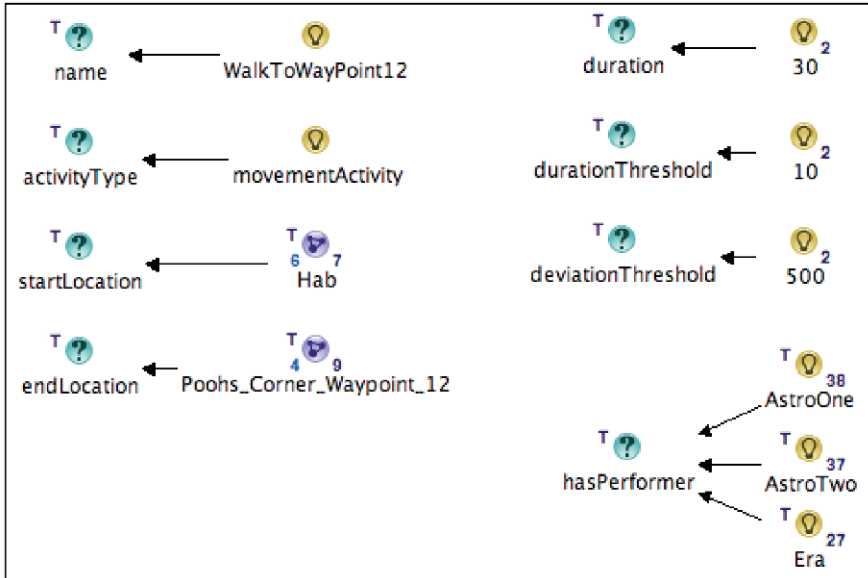 T ?
name
WalkToWayPoint12
T ?
activityType
movementActivity
T ?
startLocation
T
6 7
Hab
T ?
endLocation
T
4 9
Poohs_Corner_Waypoint_12
T ?
duration
2
30
T ?
durationThreshold
2
10
T ?
deviationThreshold
2
500
T ?
hasPerformer
T
38
AstroOne
T
37
AstroTwo
T
27
Era